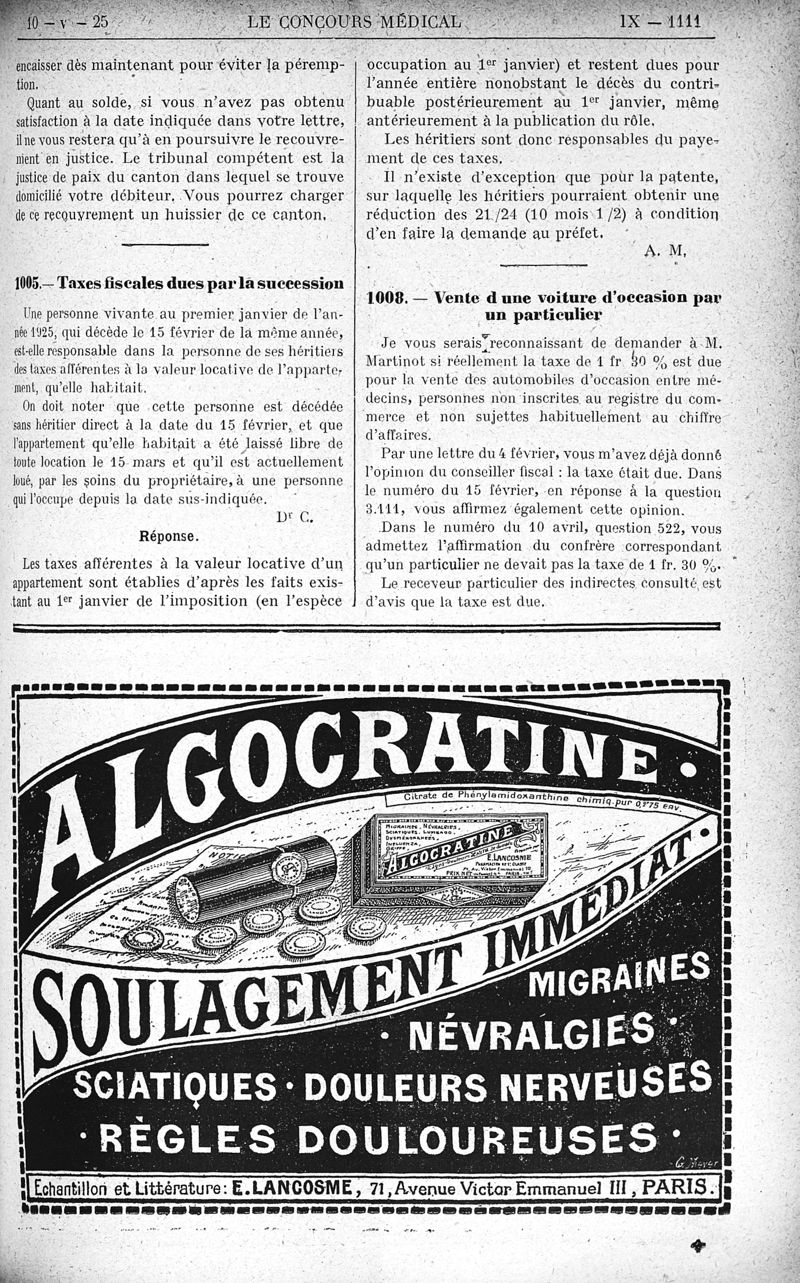 10 — v — 25
LE CONCOURS MÉDICAL
IX — 1111
encaisser dès maintenant pour éviter la péremp-
tion.
Quant au solde, si vous n'avez pas obtenu
satisfaction à la date indiquée dans votre lettre,
il ne vous restera qu'à en poursuivre le recouvre-
ment en justice. Le tribunal compétent est la
justice de paix du canton dans lequel se trouve
domicilié votre débiteur. Vous pourrez charger
de ce recouvrement un huissier de ce canton.
1005.— Taxes fiscales dues par la succession
Une personne vivante au premier janvier de l'an-
née 1925, qui décède le 15 février de la même année,
est-elle responsable dans la personne de ses héritiers
des taxes afférentes à la valeur locative de l'apparte-
ment, qu'elle habitait.
On doit noter que cette personne est décédée
sans héritier direct à la date du 15 février, et que
l'appartement qu'elle habitait a été laissé libre de
toute location le 15 mars et qu'il est actuellement
loué, par les soins du propriétaire, à une personne
qui l'occupe depuis la date sus-indiquée.
Dr C.
Réponse.
Les taxes afférentes à la valeur locative d'un
appartement sont établies d'après les faits exis-
tant au 1er janvier de l'imposition (en l'espèce
occupation au 1er janvier) et restent dues pour
l'année entière nonobstant le décès du contri-
buable postérieurement au 1er janvier, même
antérieurement à la publication du rôle.
Les héritiers sont donc responsables du paye-
ment de ces taxes.
Il n'existe d'exception que pour la patente,
sur laquelle les héritiers pourraient obtenir une
réduction des 21/24 (10 mois 1/2) à condition
d'en faire la demande au préfet.
A. M.
1008. — Vente d une voiture d'occasion par
un particulier
Je vous serais reconnaissant de demander à M.
Martinot si réellement la taxe de 1 fr 30 % est due
pour la vente des automobiles d'occasion entre mé-
decins, personnes non inscrites au registre du com-
merce et non sujettes habituellement au chiffre
d'affaires.
Par une lettre du 4 février, vous m'avez déjà donné
l'opinion du conseiller fiscal : la taxe était due. Dans
le numéro du 15 février, en réponse à la question
3.111, vous affirmez également cette opinion.
Dans le numéro du 10 avril, question 522, vous
admettez l'affirmation du confrère correspondant
qu'un particulier ne devait pas la taxe de 1 fr. 30 %.
Le receveur particulier des indirectes consulté est
d'avis que la taxe est due.
ALGOCRATINE •
Citrate de Phénylamidoxanthine chimiq. pur 0,gr75 env.
MIGRAINES, NÉVRALGIES,
SCIATIQUES, LUMBAGO,
DYSMÉNORRHÉES,
INFLUENZA,
GRIPPE
ALGOCRATINE
E. LANCOSME
71, Av. Victor Emmanuel III
PARIS
SOULAGEMENT IMMÉDIAT •
MIGRAINES
• NÉVRALGIES •
SCIATIQUES • DOULEURS NERVEUSES
• RÈGLES DOULOUREUSES •
Echantillon et Littérature: E. LANCOSME, 71, Avenue Victor Emmanuel III, PARIS.